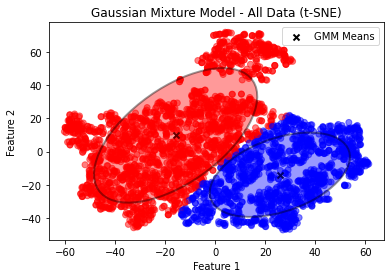 Gaussian Mixture Model - All Data (t-SNE)
GMM Means
Feature 2
60
40
20
0
−20
−40
−60 −40 −20 0 20 40 60
Feature 1